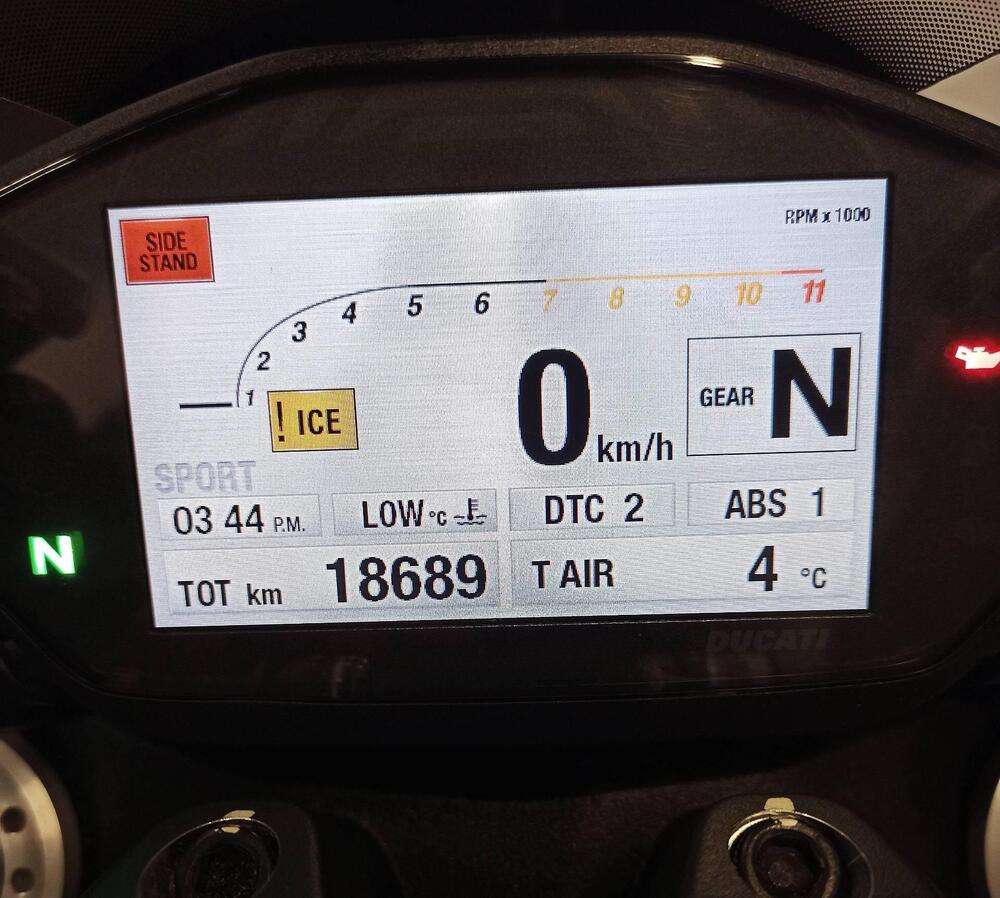 RPM x 1000
SIDE
STAND
1 2 3 4 5 6 7 8 9 10 11
! ICE
0 km/h
GEAR N
SPORT
03 44 P.M.
LOW °C
DTC 2
ABS 1
N
TOT km 18689
T AIR 4 °C
DUCATI